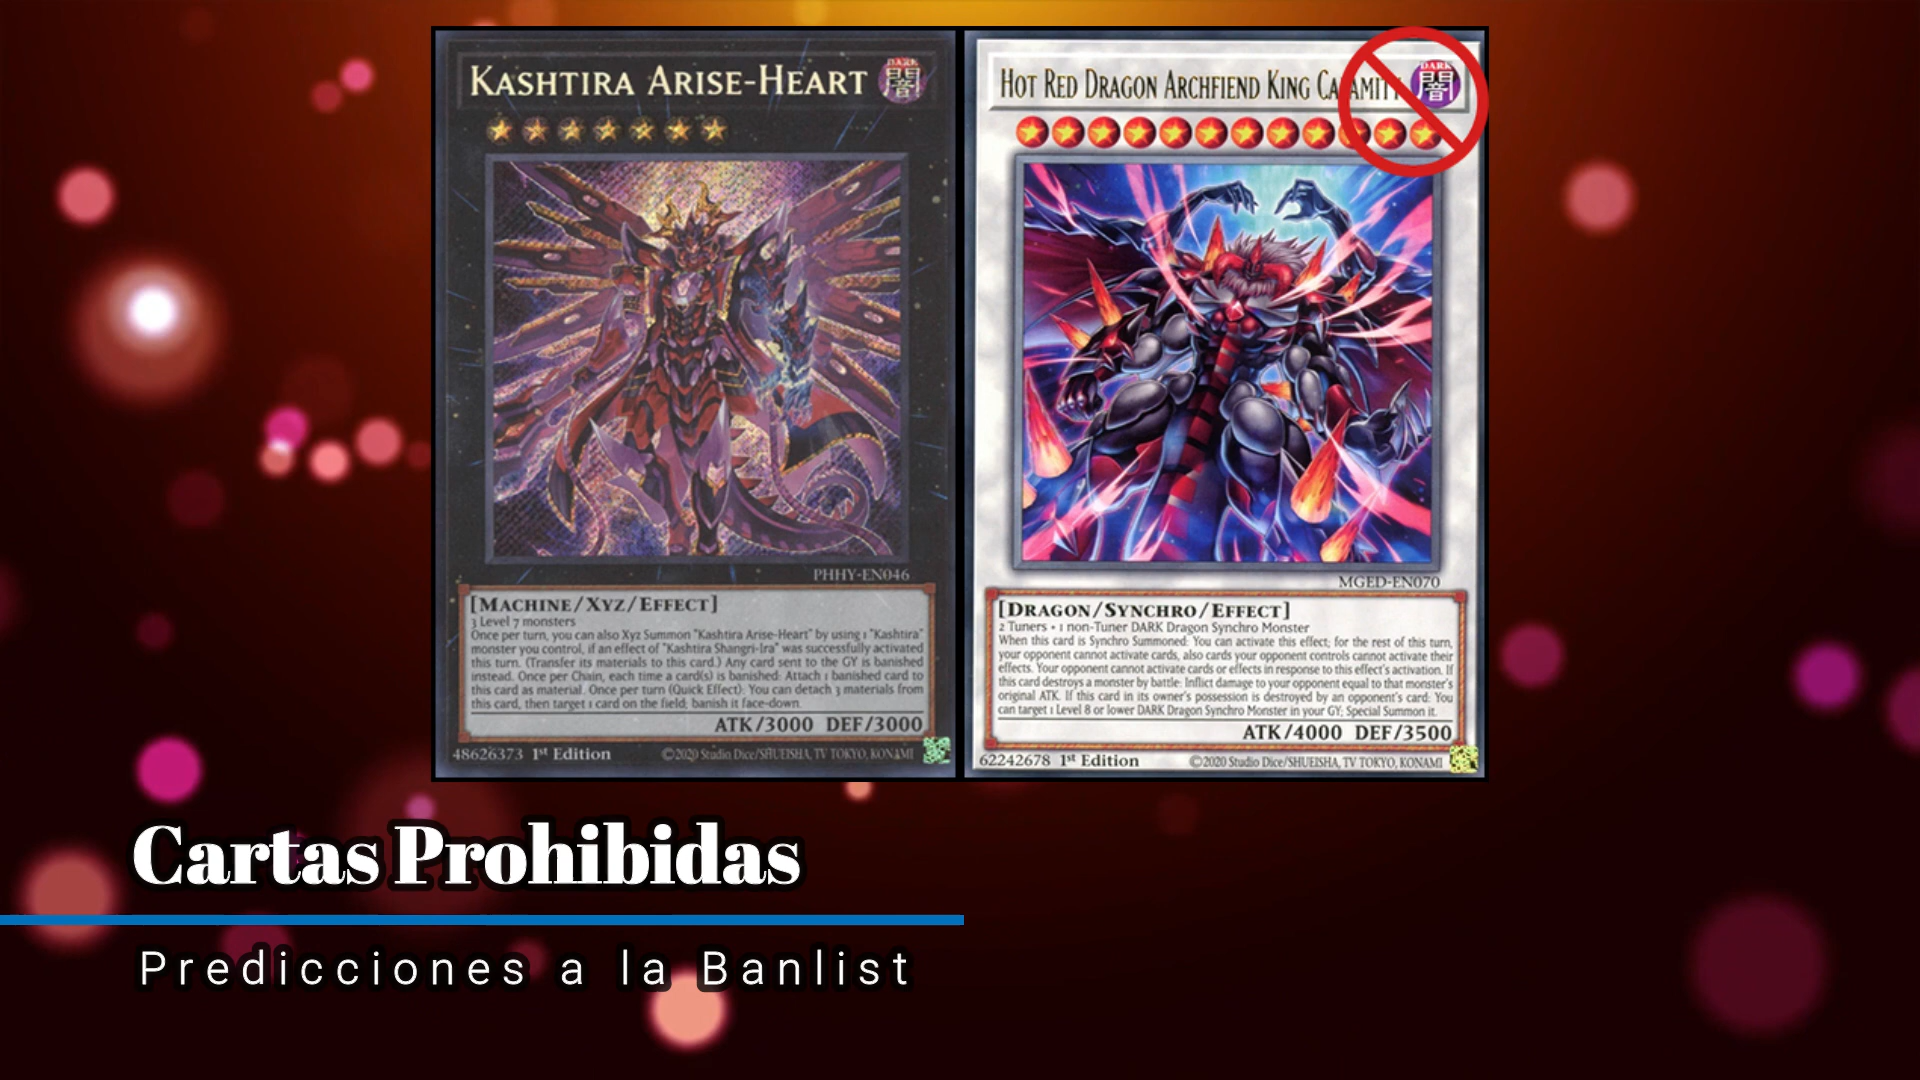 KASHTIRA ARISE-HEART
DARK
闇
PHHY-EN046
[MACHINE/XYZ/EFFECT]
3 Level 7 monsters
Once per turn, you can also Xyz Summon "Kashtira Arise-Heart" by using 1 "Kashtira"
monster you control, if an effect of "Kashtira Shangri-Ira" was successfully activated
this turn. (Transfer its materials to this card.) Any card sent to the GY is banished
instead. Once per Chain, each time a card(s) is banished: Attach 1 banished card to
this card as material. Once per turn (Quick Effect): You can detach 3 materials from
this card, then target 1 card on the field; banish it face-down.
ATK/3000 DEF/3000
48626373 1st Edition ©2020 Studio Dice/SHUEISHA, TV TOKYO, KONAMI
HOT RED DRAGON ARCHFIEND KING CALAMITY
DARK
闇
MGED-EN070
[DRAGON/SYNCHRO/EFFECT]
2 Tuners + 1 non-Tuner DARK Dragon Synchro Monster
When this card is Synchro Summoned: You can activate this effect; for the rest of this turn,
your opponent cannot activate cards, also cards your opponent controls cannot activate their
effects. Your opponent cannot activate cards or effects in response to this effect's activation. If
this card destroys a monster by battle: Inflict damage to your opponent equal to that monster's
original ATK. If this card in its owner's possession is destroyed by an opponent's card: You
can target 1 Level 8 or lower DARK Dragon Synchro Monster in your GY; Special Summon it.
ATK/4000 DEF/3500
62242678 1st Edition ©2020 Studio Dice/SHUEISHA, TV TOKYO, KONAMI
Cartas Prohibidas
Predicciones a la Banlist